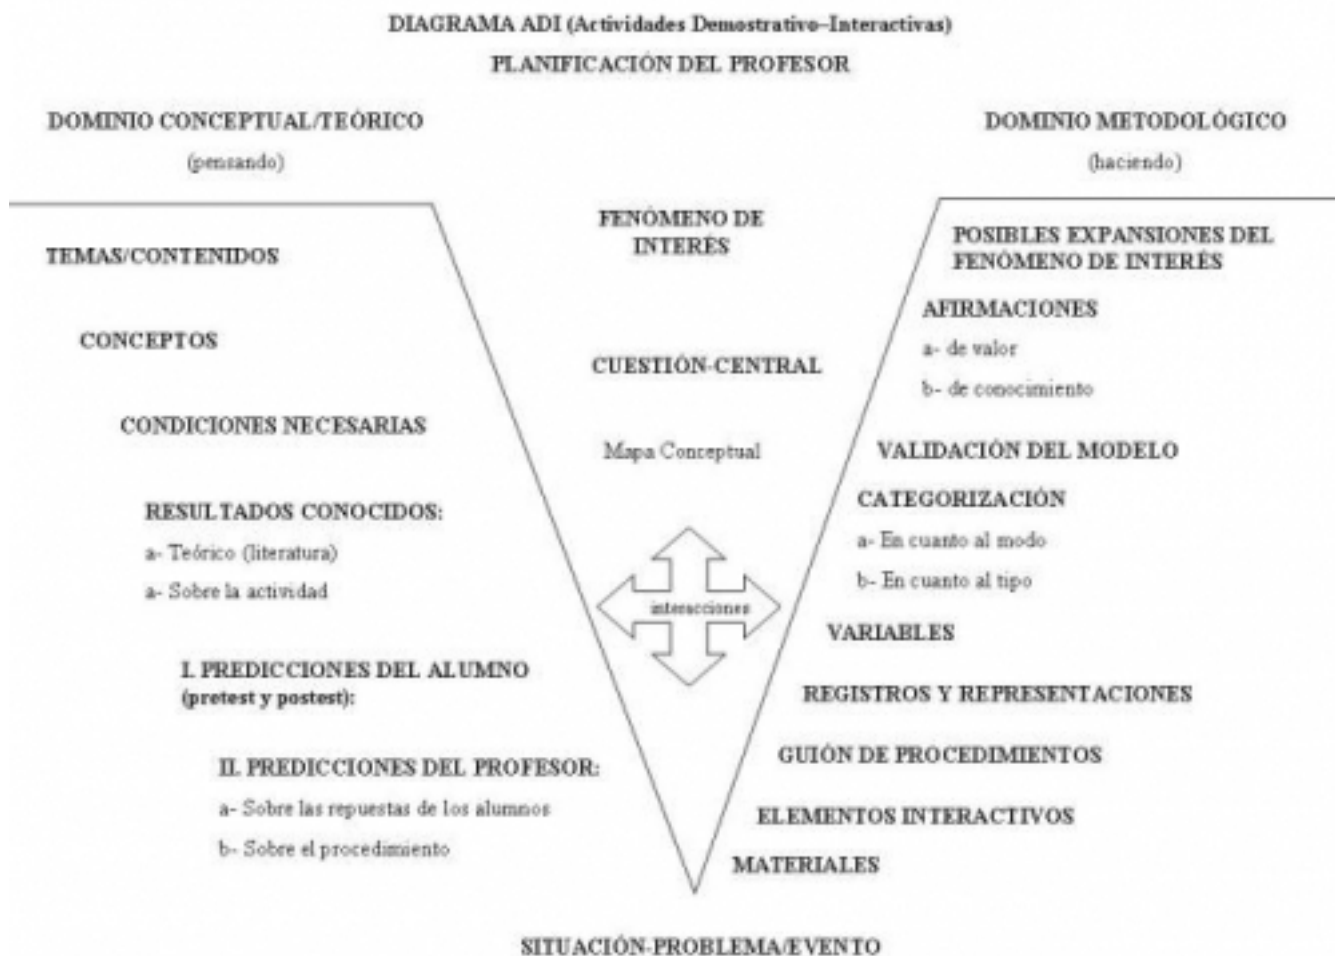 DIAGRAMA ADI (Actividades Demostrativo–Interactivas)
PLANIFICACIÓN DEL PROFESOR
DOMINIO CONCEPTUAL/TEÓRICO
(pensando)
TEMAS/CONTENIDOS
CONCEPTOS
CONDICIONES NECESARIAS
RESULTADOS CONOCIDOS:
a- Teórico (literatura)
a- Sobre la actividad
I. PREDICCIONES DEL ALUMNO
(pretest y postest):
II. PREDICCIONES DEL PROFESOR:
a- Sobre las repuestas de los alumnos
b- Sobre el procedimiento
FENÓMENO DE
INTERÉS
CUESTIÓN-CENTRAL
Mapa Conceptual
interacciones
DOMINIO METODOLÓGICO
(haciendo)
POSIBLES EXPANSIONES DEL
FENÓMENO DE INTERÉS
AFIRMACIONES
a- de valor
b- de conocimiento
VALIDACIÓN DEL MODELO
CATEGORIZACIÓN
a- En cuanto al modo
b- En cuanto al tipo
VARIABLES
REGISTROS Y REPRESENTACIONES
GUIÓN DE PROCEDIMIENTOS
ELEMENTOS INTERACTIVOS
MATERIALES
SITUACIÓN-PROBLEMA/EVENTO